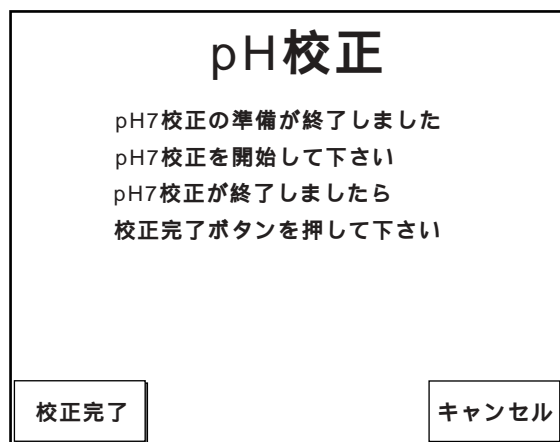 pH校正
pH7校正の準備が終了しました
pH7校正を開始して下さい
pH7校正が終了しましたら
校正完了ボタンを押して下さい
校正完了
キャンセル